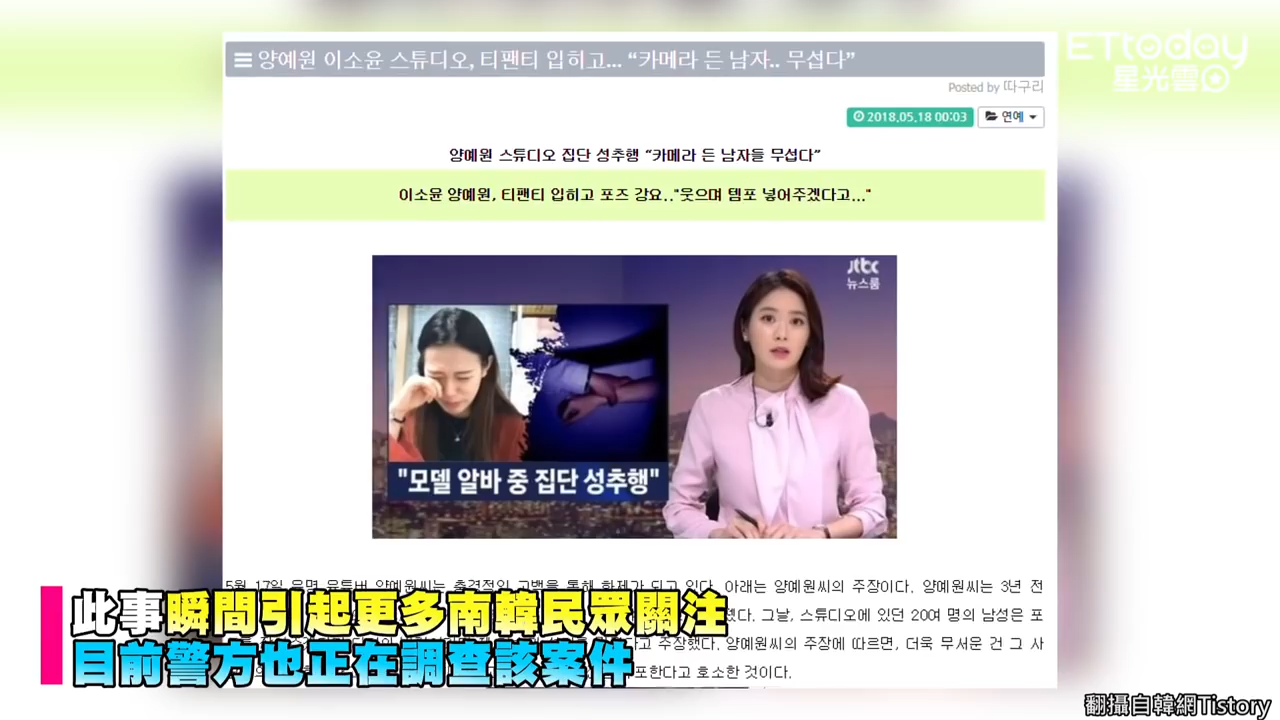 양예원 이소윤 스튜디오, 티팬티 입히고... “카메라 든 남자.. 무섭다”
ETtoday
星光雲
Posted by 따구리
2018.05.18 00:03
연예
양예원 스튜디오 집단 성추행 “카메라 든 남자들 무섭다”
이소윤 양예원, 티팬티 입히고 포즈 강요.."웃으며 템포 넣어주겠다고..."
jtbc
뉴스룸
"모델 알바 중 집단 성추행"
5월 17일 유명 유튜버 양예원씨는 충격적인 고백을 통해 화제가 되고 있다. 아래는 양예원씨의 주장이다. 양예원씨는 3년 전
그날, 스튜디오에 있던 20여 명의 남성은 포
주장했다. 양예원씨의 주장에 따르면, 더욱 무서운 건 그 사
호소한 것이다.
此事瞬間引起更多南韓民眾關注
目前警方也正在調查該案件
翻攝自韓網Tistory